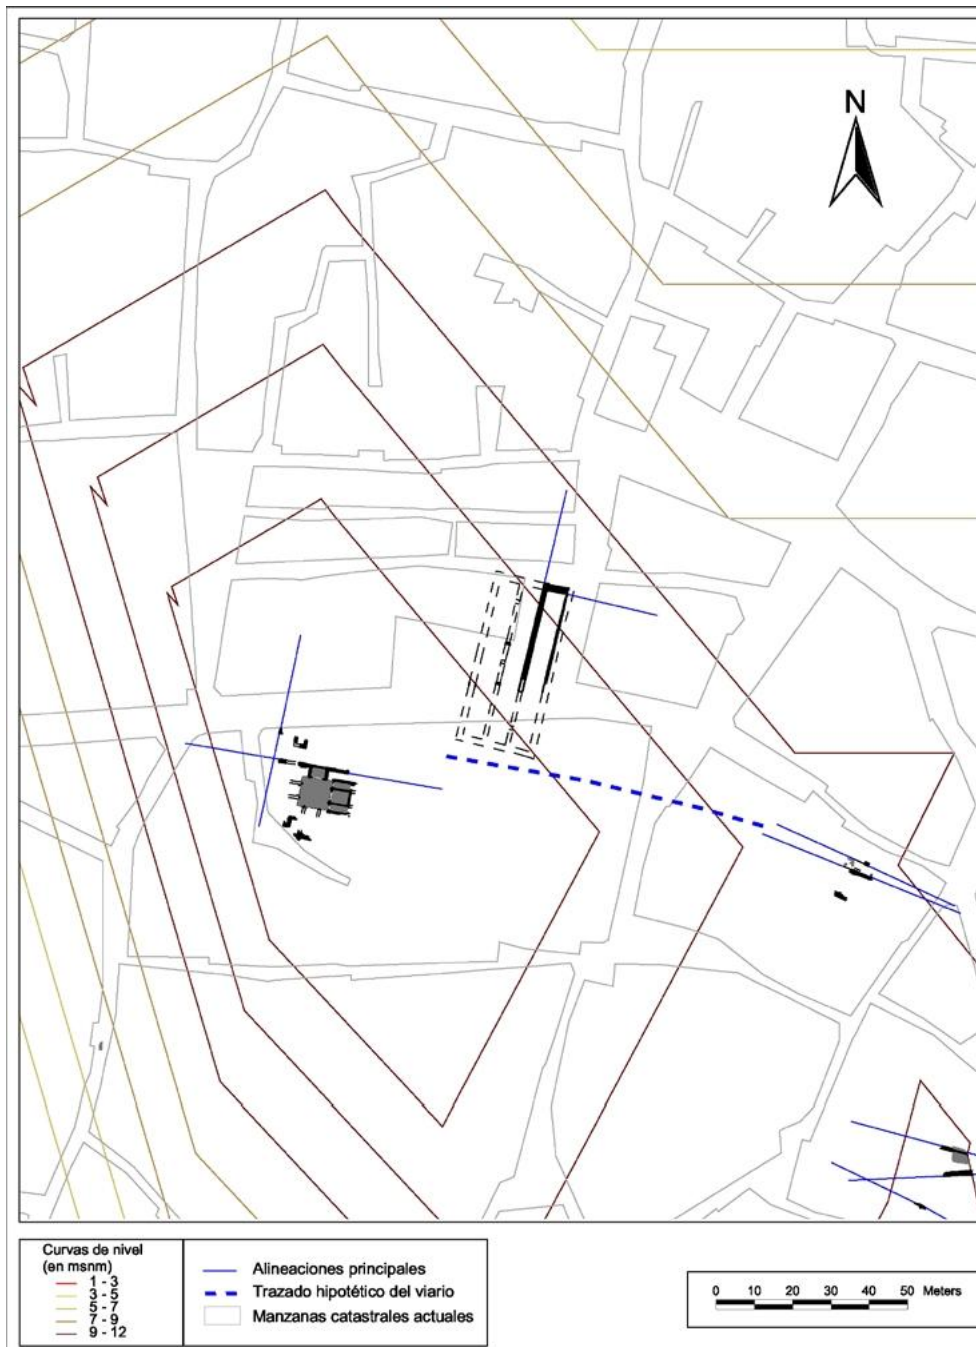 N
Curvas de nivel
(en msnm)
1 - 3
3 - 5
5 - 7
7 - 9
9 - 12
Alineaciones principales
Trazado hipotético del viario
Manzanas catastrales actuales
0 10 20 30 40 50 Meters